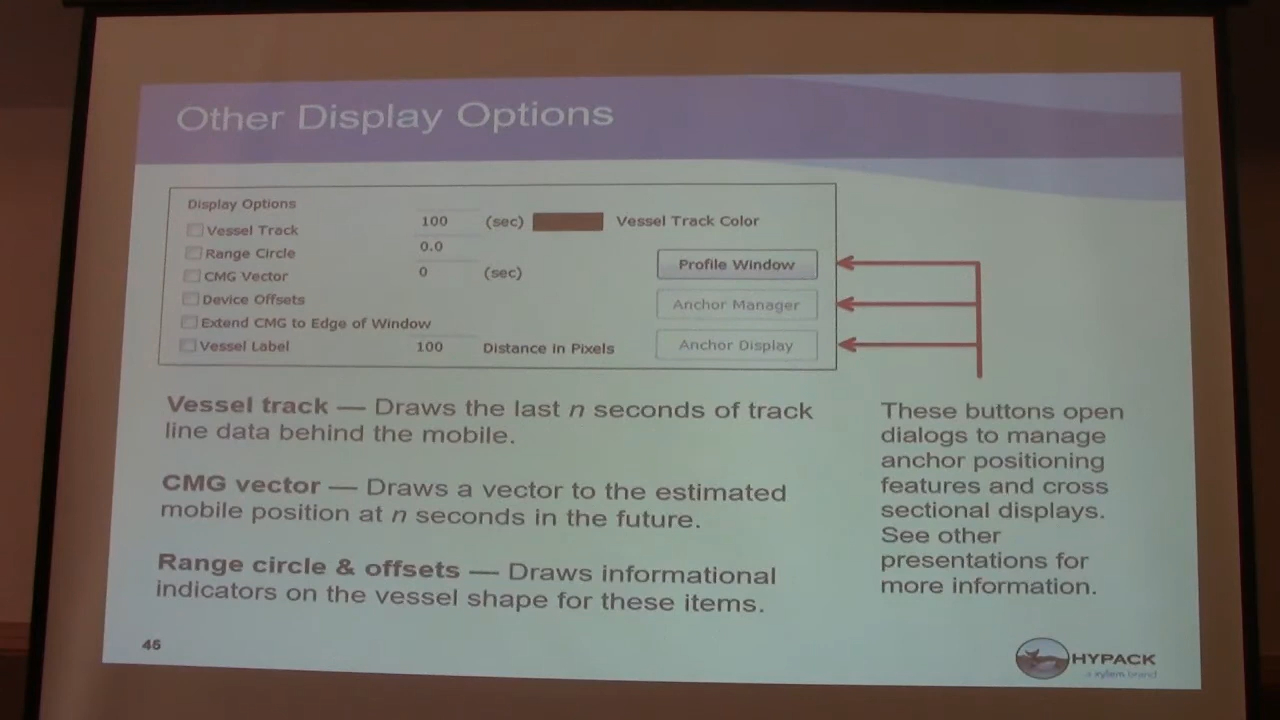 Other Display Options
Display Options
Vessel Track 100 (sec) Vessel Track Color
Range Circle 0.0
CMG Vector 0 (sec)
Device Offsets
Extend CMG to Edge of Window
Vessel Label 100 Distance in Pixels
Profile Window
Anchor Manager
Anchor Display
Vessel track — Draws the last n seconds of track
line data behind the mobile.
CMG vector — Draws a vector to the estimated
mobile position at n seconds in the future.
Range circle & offsets — Draws informational
indicators on the vessel shape for these items.
These buttons open
dialogs to manage
anchor positioning
features and cross
sectional displays.
See other
presentations for
more information.
46
HYPACK
a xylem brand